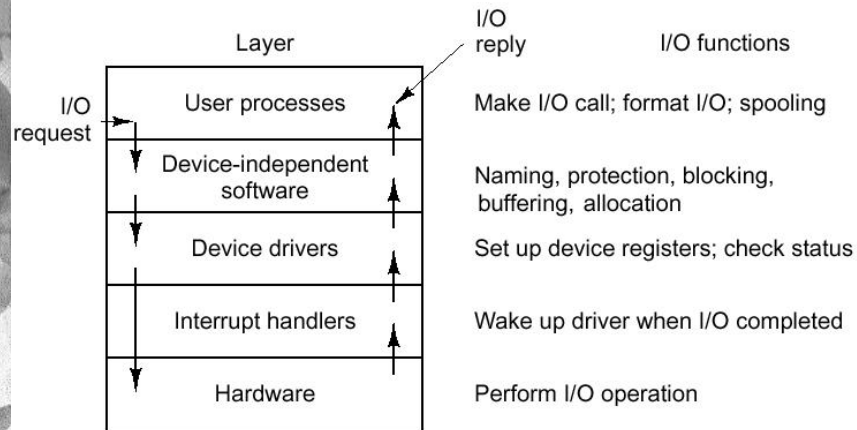 I/O
reply
Layer
I/O functions
I/O
request
User processes
Make I/O call; format I/O; spooling
Device-independent
software
Naming, protection, blocking,
buffering, allocation
Device drivers
Set up device registers; check status
Interrupt handlers
Wake up driver when I/O completed
Hardware
Perform I/O operation